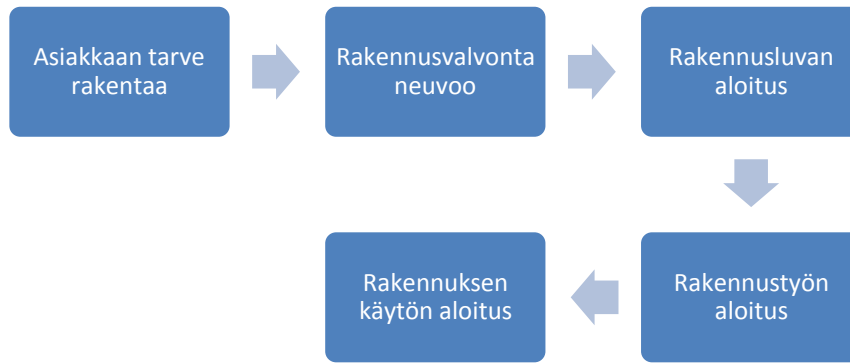 Asiakkaan tarve
rakentaa
Rakennusvalvonta
neuvoo
Rakennusluvan
aloitus
Rakennustyön
aloitus
Rakennuksen
käytön aloitus